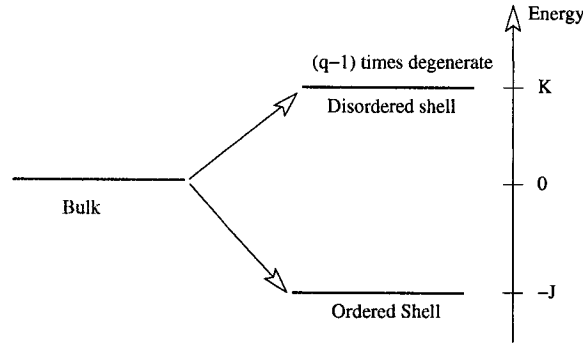 Energy
(q−1) times degenerate
K
Disordered shell
0
Bulk
−J
Ordered Shell